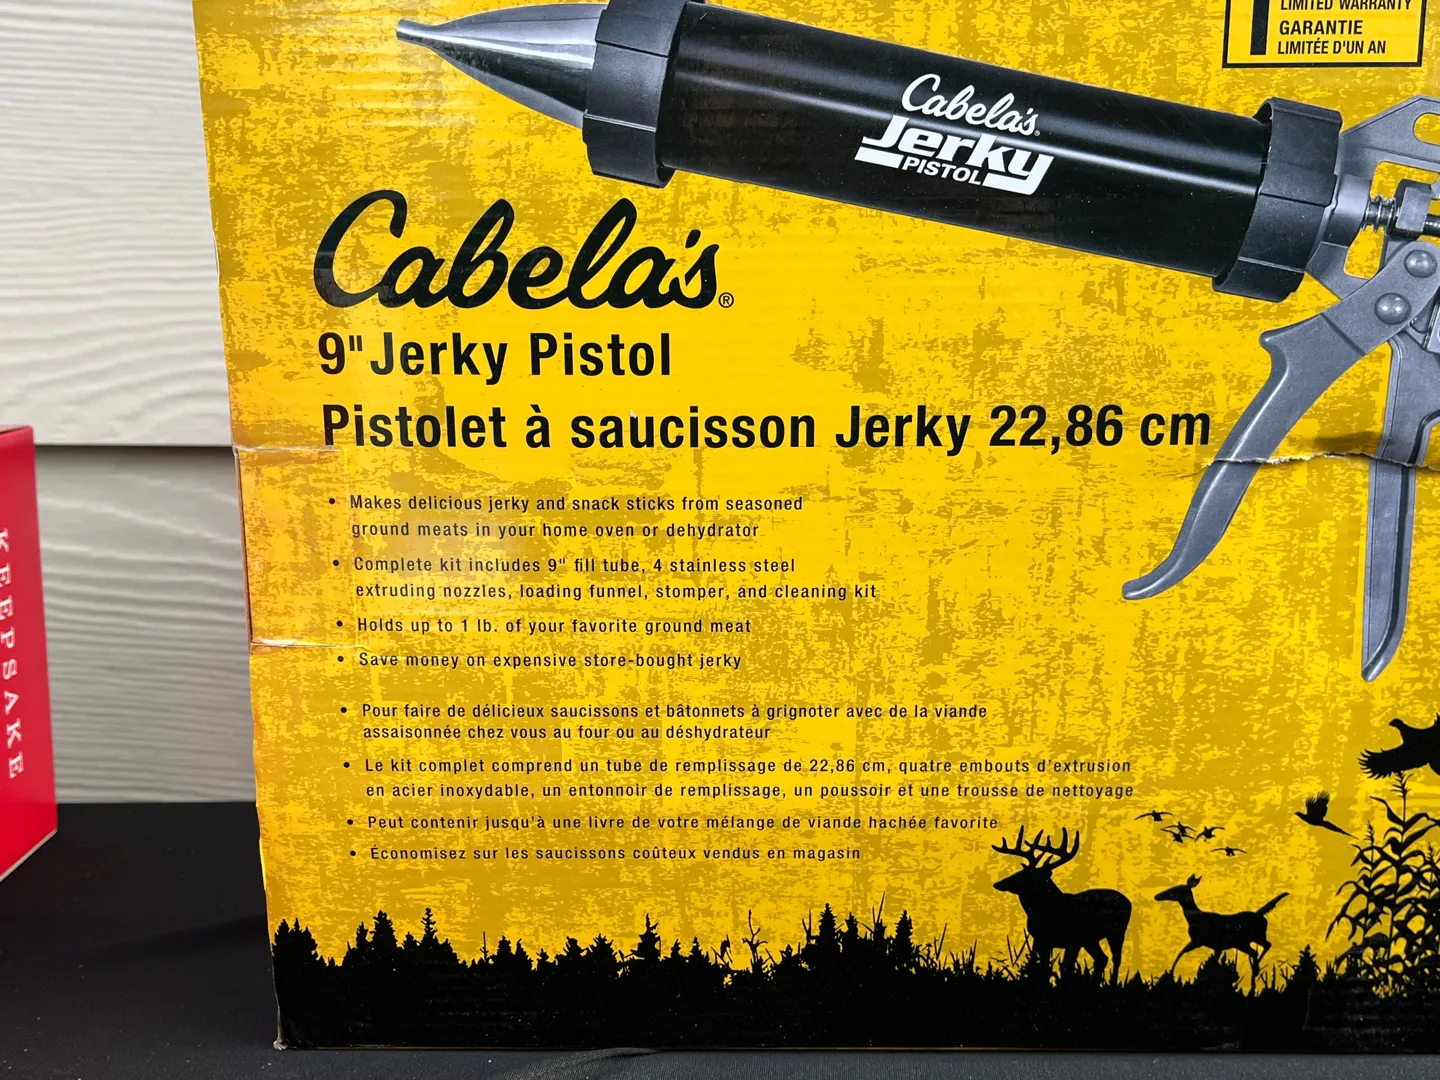 LIMITED WARRANTY
GARANTIE
LIMITÉE D'UN AN
Cabela's®
Jerky
PISTOL
Cabela's®
9" Jerky Pistol
Pistolet à saucisson Jerky 22,86 cm
• Makes delicious jerky and snack sticks from seasoned
ground meats in your home oven or dehydrator
• Complete kit includes 9" fill tube, 4 stainless steel
extruding nozzles, loading funnel, stomper, and cleaning kit
• Holds up to 1 lb. of your favorite ground meat
• Save money on expensive store-bought jerky
• Pour faire de délicieux saucissons et bâtonnets à grignoter avec de la viande
assaisonnée chez vous au four ou au déshydrateur
• Le kit complet comprend un tube de remplissage de 22,86 cm, quatre embouts d'extrusion
en acier inoxydable, un entonnoir de remplissage, un poussoir et une trousse de nettoyage
• Peut contenir jusqu'à une livre de votre mélange de viande hachée favorite
• Économisez sur les saucissons coûteux vendus en magasin
KEEPSAKE